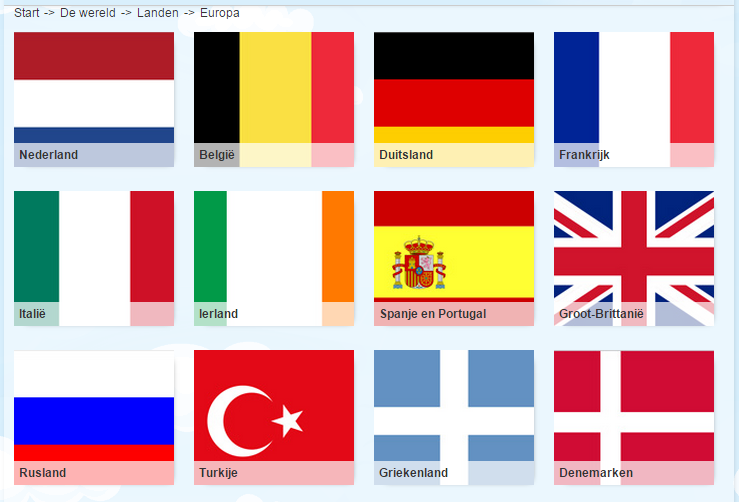 Start -> De wereld -> Landen -> Europa
Nederland
België
Duitsland
Frankrijk
Italië
Ierland
Spanje en Portugal
Groot-Brittanië
Rusland
Turkije
Griekenland
Denemarken